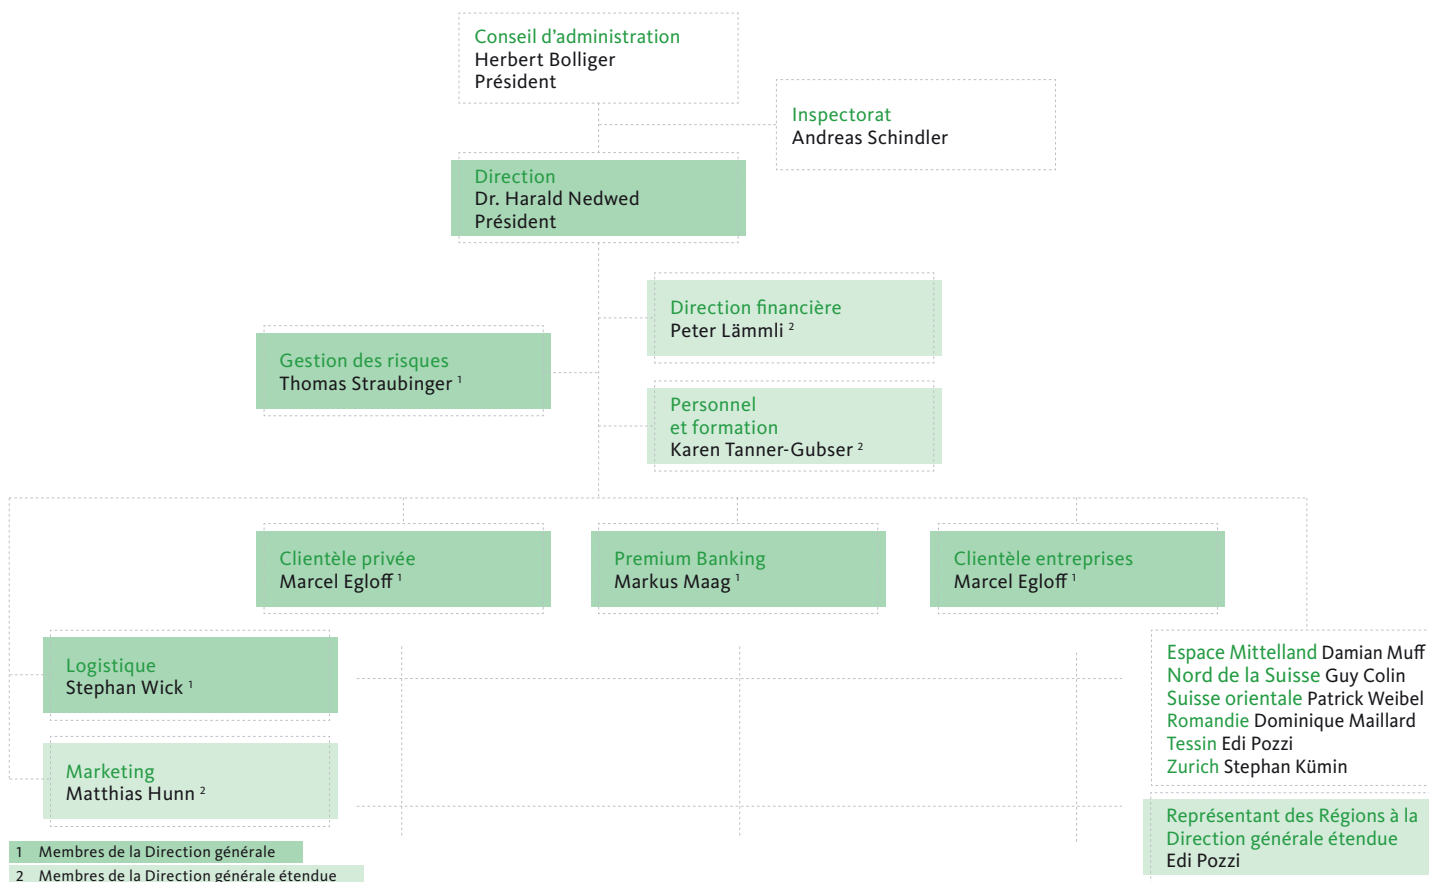 Conseil d’administration
Herbert Bolliger
Président
Inspectorat
Andreas Schindler
Direction
Dr. Harald Nedwed
Président
Direction financière
Peter Lämmli ²
Gestion des risques
Thomas Straubinger ¹
Personnel
et formation
Karen Tanner-Gubser ²
Clientèle privée
Marcel Egloff ¹
Premium Banking
Markus Maag ¹
Clientèle entreprises
Marcel Egloff ¹
Logistique
Stephan Wick ¹
Marketing
Matthias Hunn ²
Espace Mittelland Damian Muff
Nord de la Suisse Guy Colin
Suisse orientale Patrick Weibel
Romandie Dominique Maillard
Tessin Edi Pozzi
Zurich Stephan Kümin
Représentant des Régions à la
Direction générale étendue
Edi Pozzi
1 Membres de la Direction générale
2 Membres de la Direction générale étendue